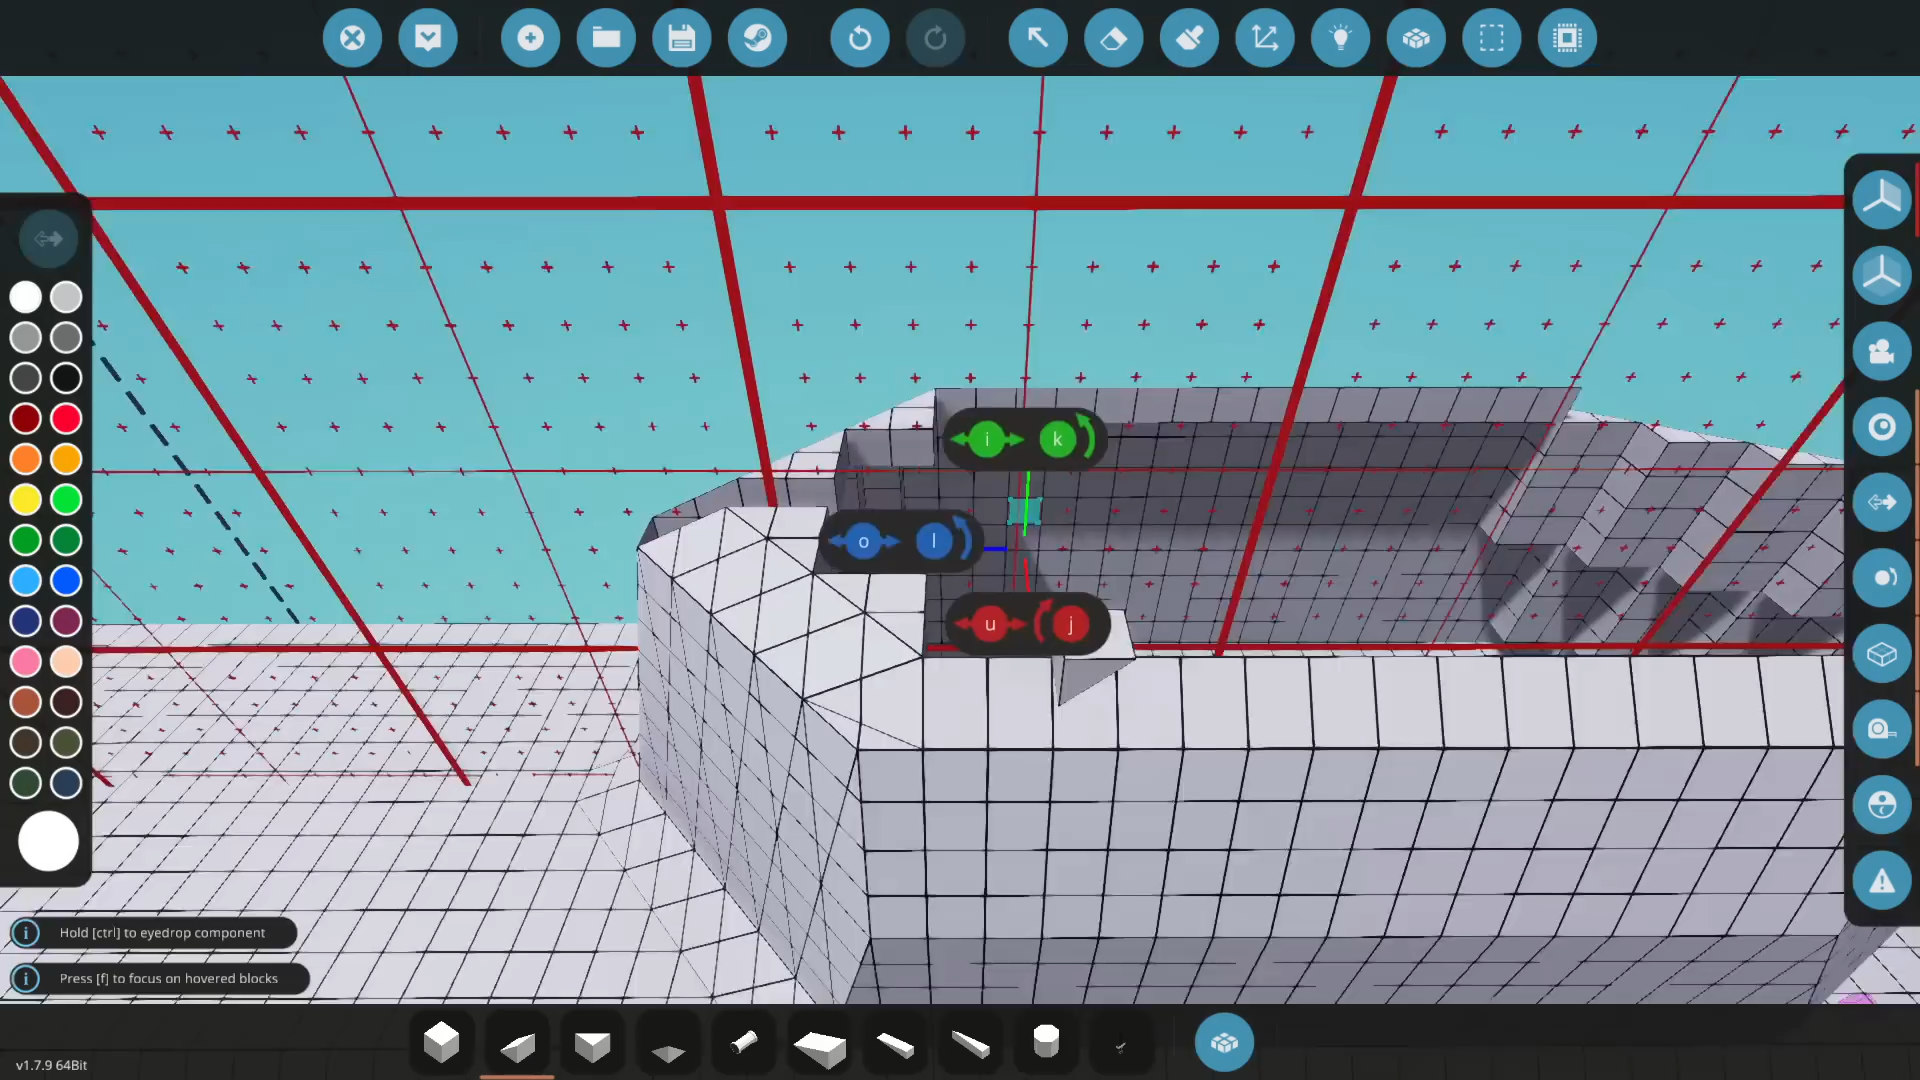 i k
o l
u j
Hold [ctrl] to eyedrop component
Press [f] to focus on hovered blocks
v1.7.9 64Bit